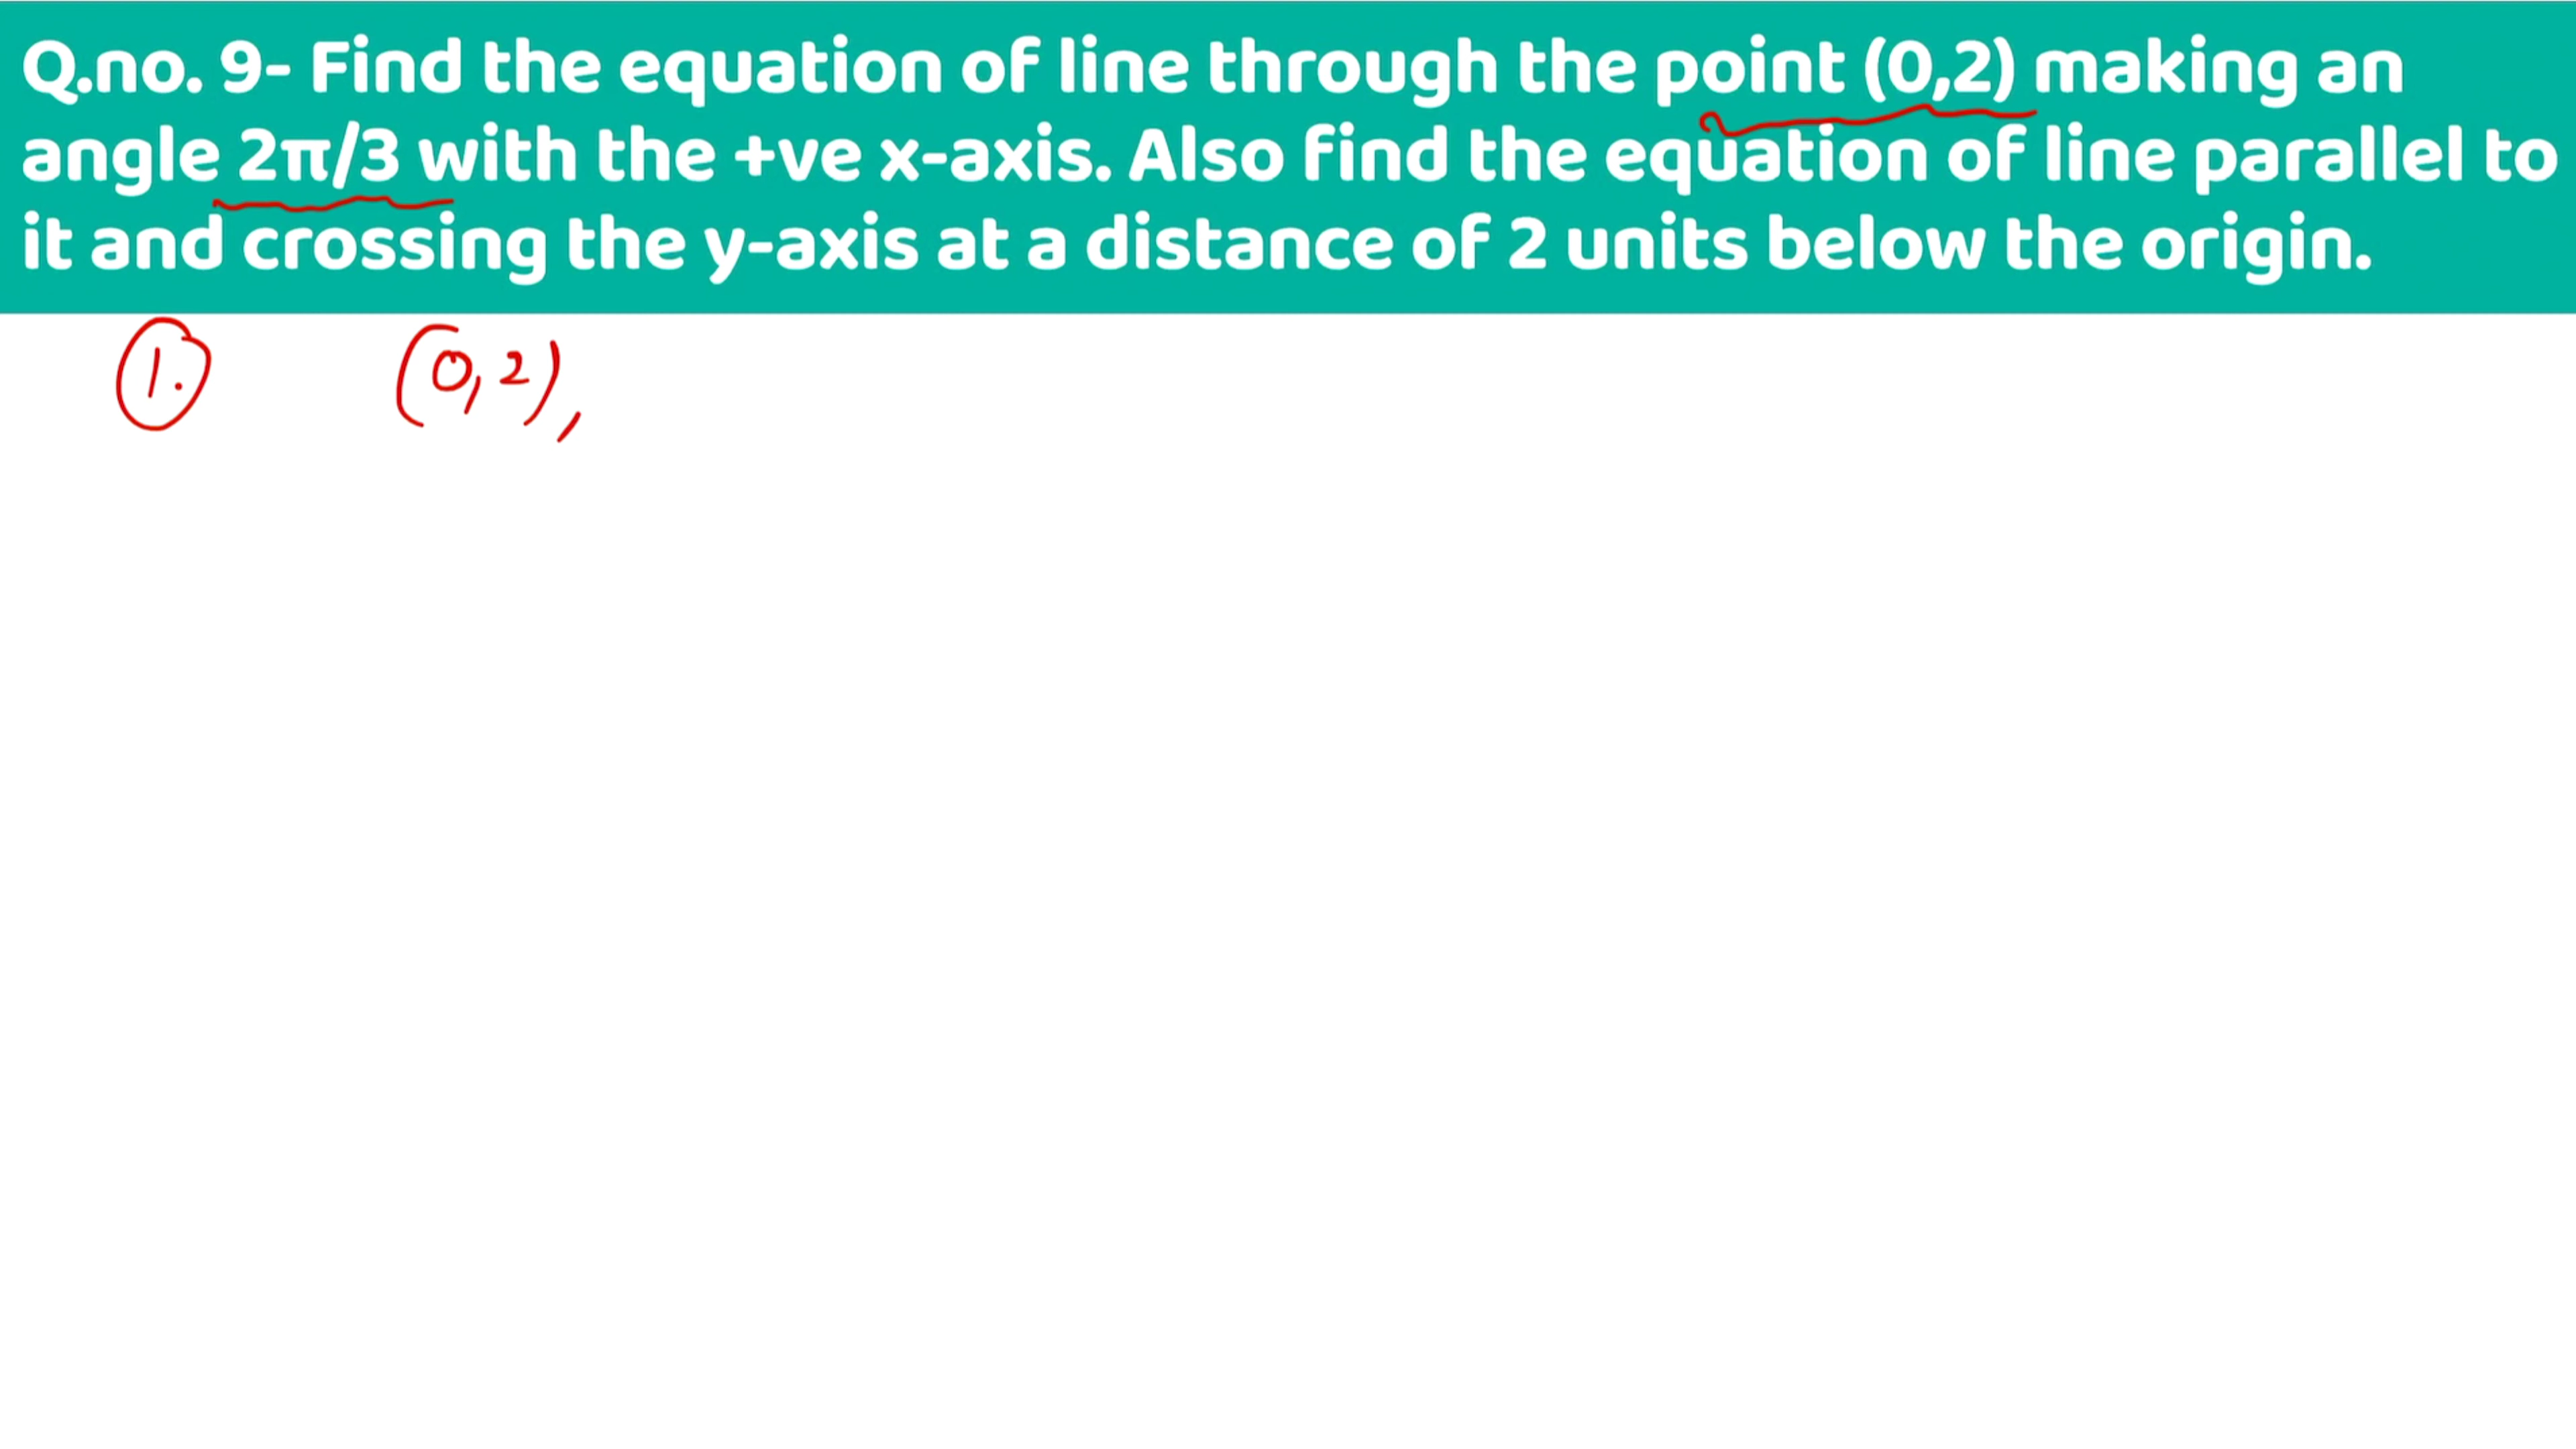 Q.no. 9- Find the equation of line through the point (0,2) making an
angle 2π/3 with the +ve x-axis. Also find the equation of line parallel to
it and crossing the y-axis at a distance of 2 units below the origin.
1. (0,2),